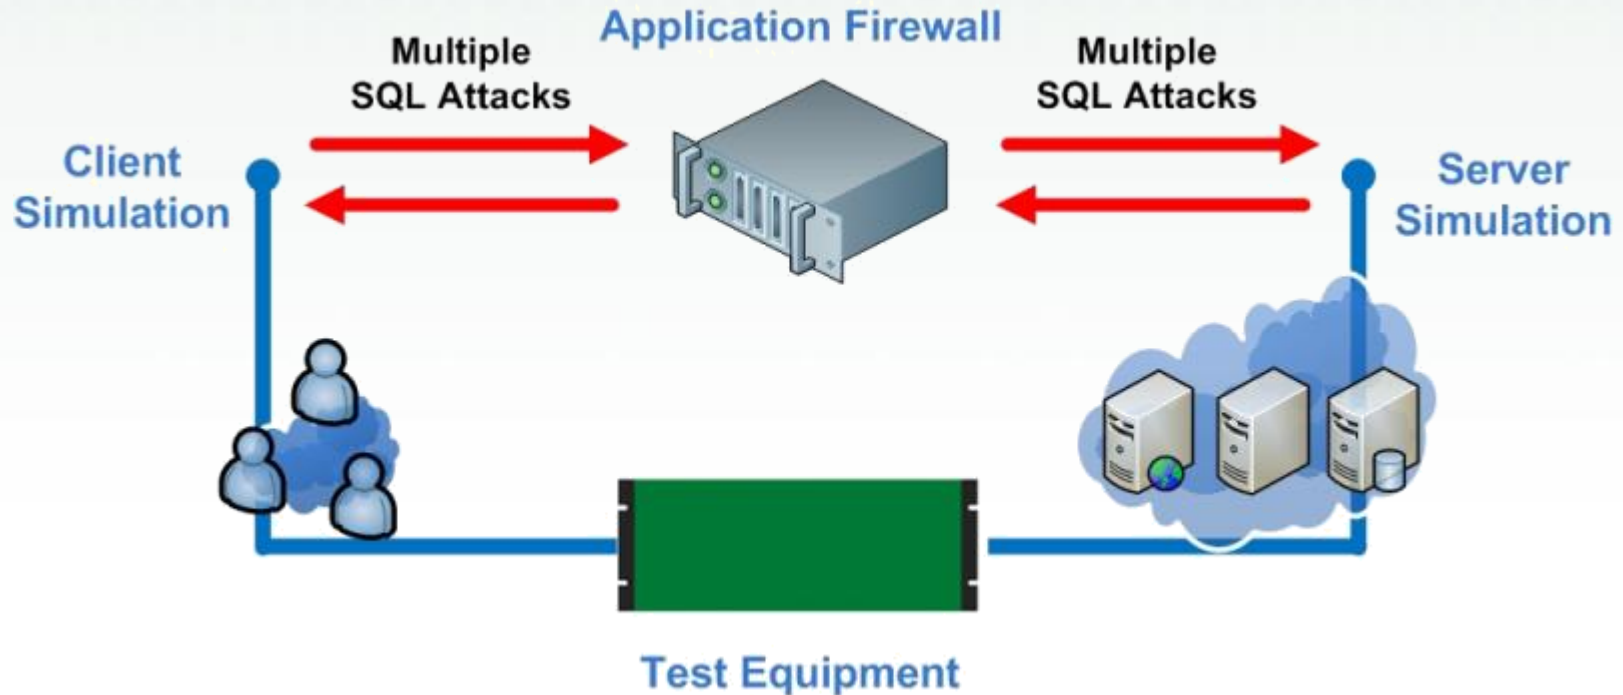 Application Firewall
Multiple
SQL Attacks
Multiple
SQL Attacks
Client
Simulation
Server
Simulation
Test Equipment